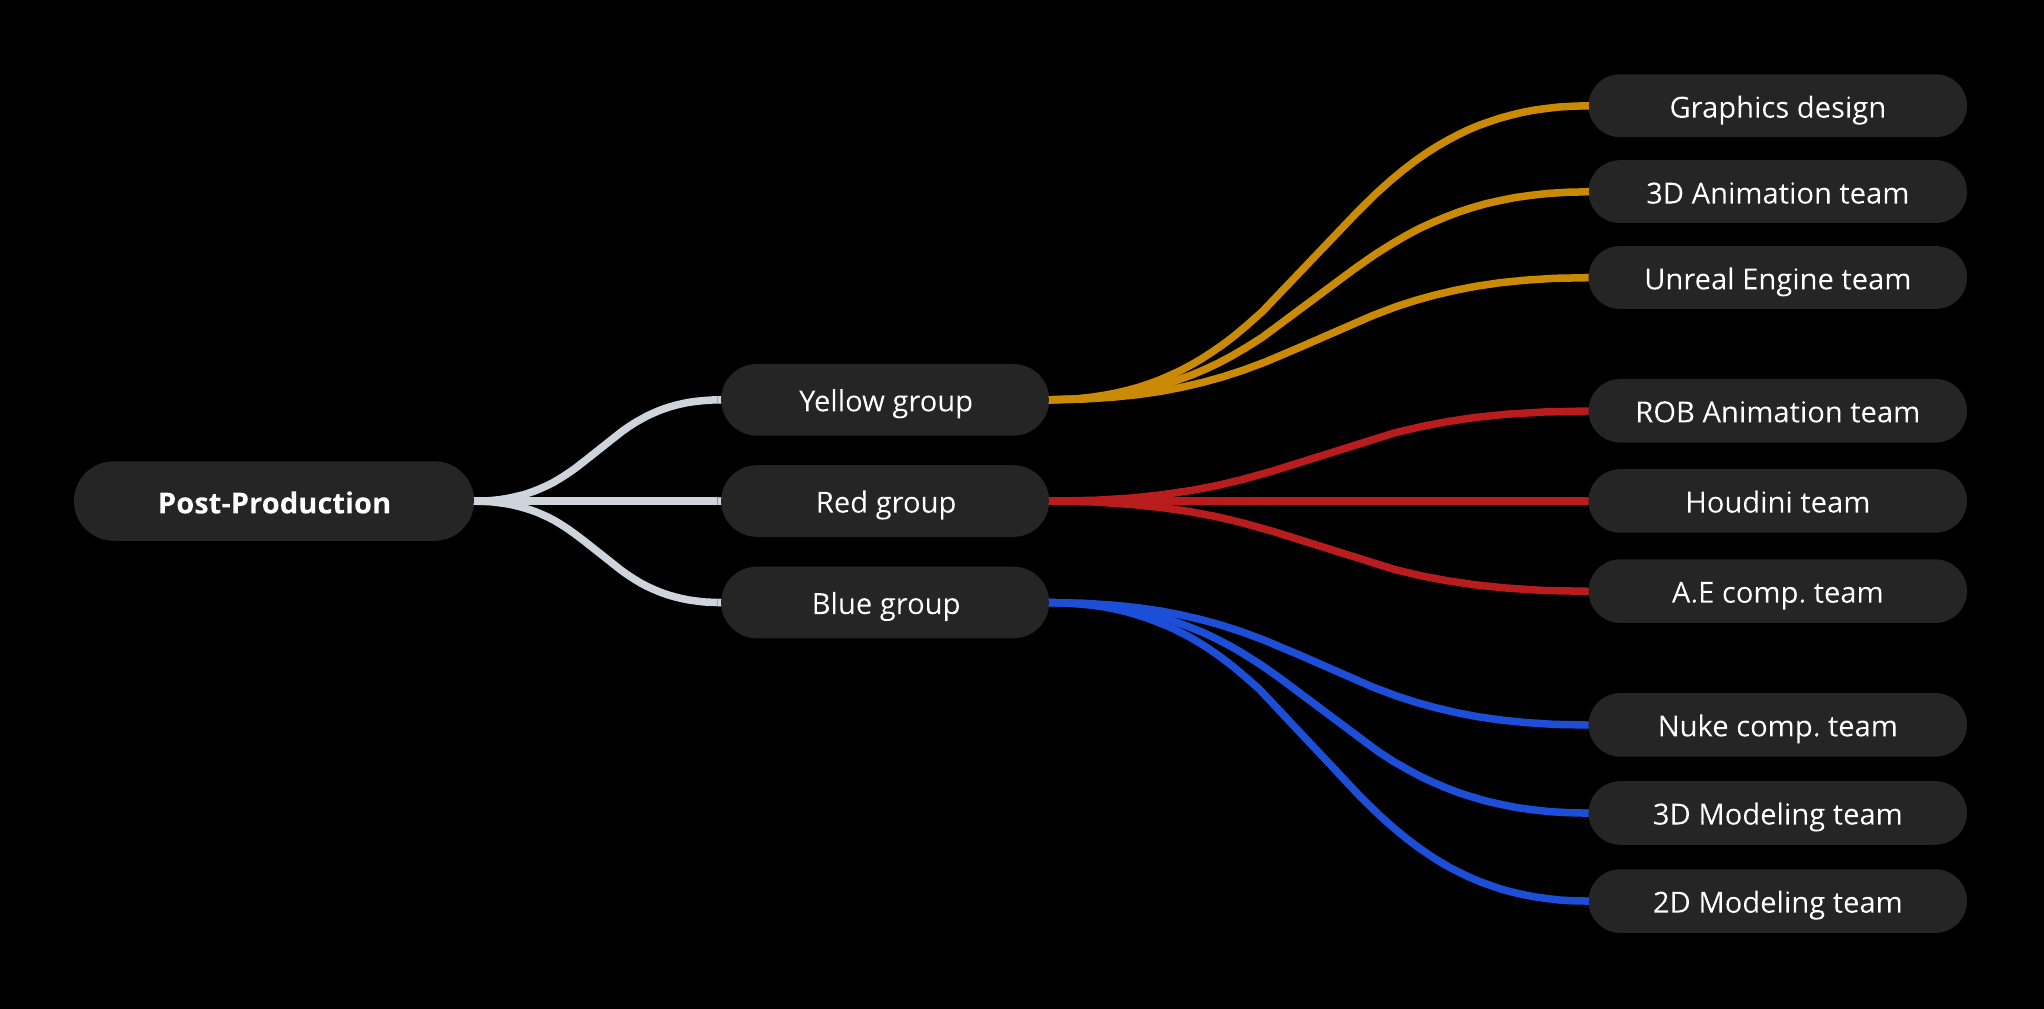 Post-Production
Yellow group
Red group
Blue group
Graphics design
3D Animation team
Unreal Engine team
ROB Animation team
Houdini team
A.E comp. team
Nuke comp. team
3D Modeling team
2D Modeling team